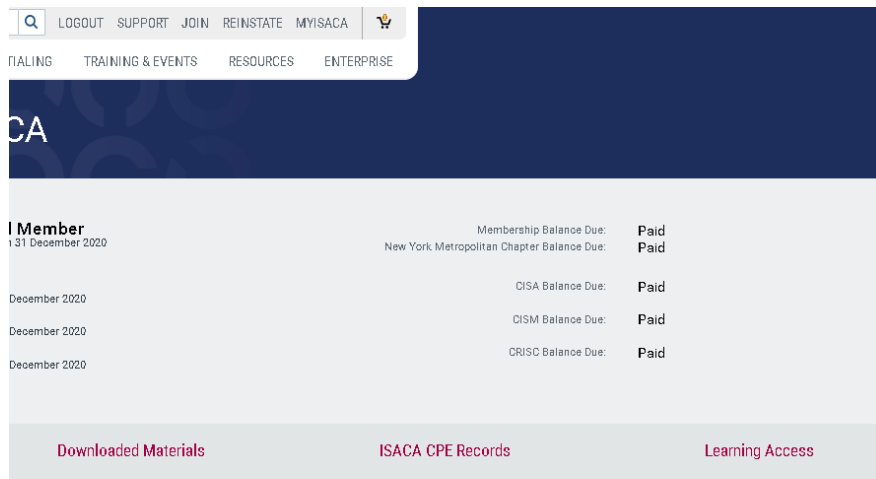 LOGOUT SUPPORT JOIN REINSTATE MYISACA 0
TIALING TRAINING & EVENTS RESOURCES ENTERPRISE
CA
l Member
31 December 2020
Membership Balance Due: Paid
New York Metropolitan Chapter Balance Due: Paid
CISA Balance Due: Paid
December 2020
CISM Balance Due: Paid
December 2020
CRISC Balance Due: Paid
December 2020
Downloaded Materials ISACA CPE Records Learning Access